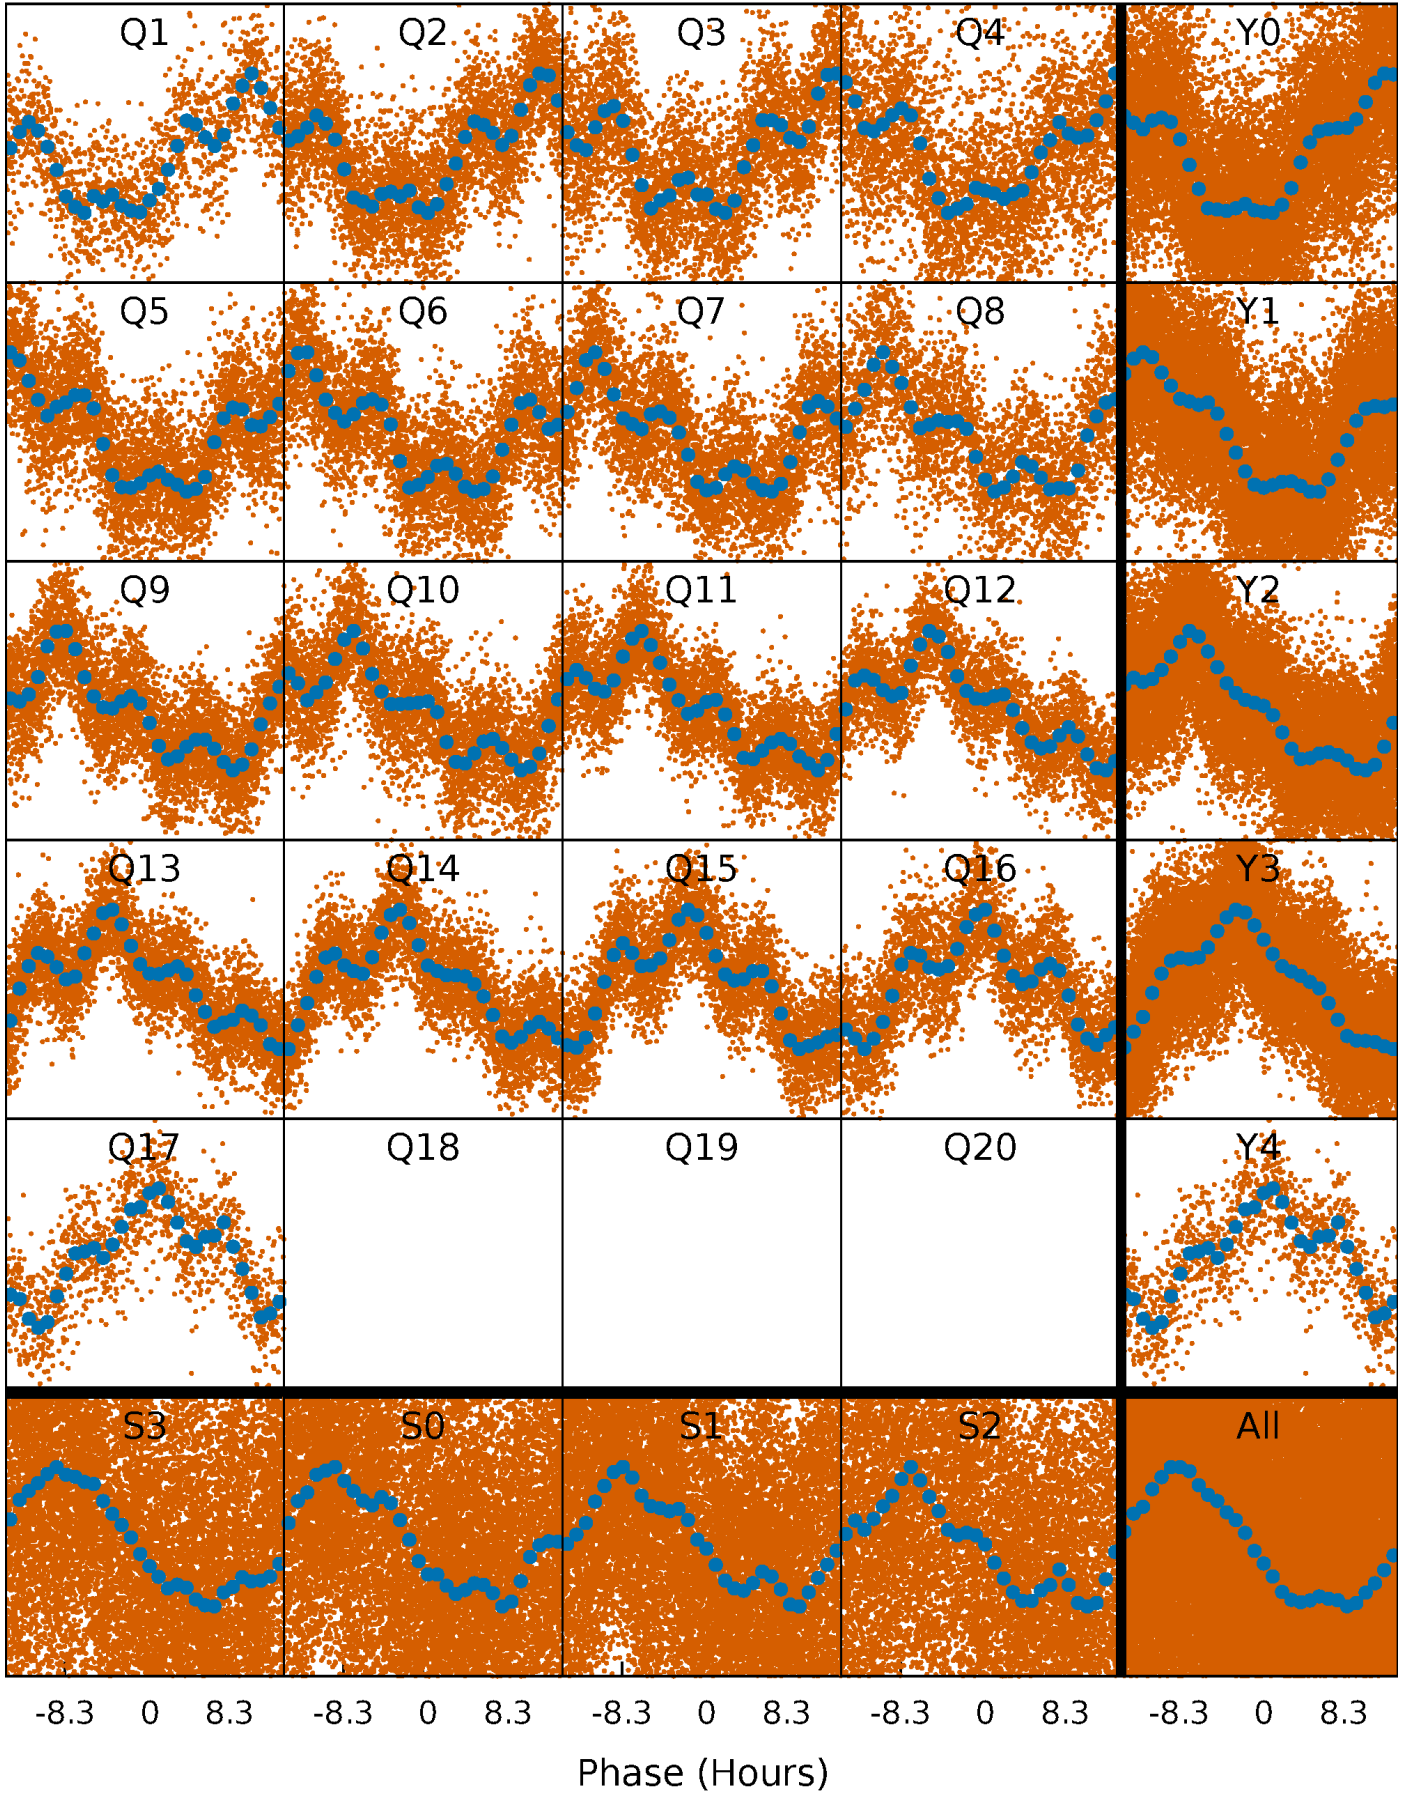 Q1 Q2 Q3 Q4 Y0
Q5 Q6 Q7 Q8 Y1
Q9 Q10 Q11 Q12 Y2
Q13 Q14 Q15 Q16 Y3
Q17 Q18 Q19 Q20 Y4
S3 S0 S1 S2 All
-8.3 0 8.3 -8.3 0 8.3 -8.3 0 8.3 -8.3 0 8.3 -8.3 0 8.3
Phase (Hours)